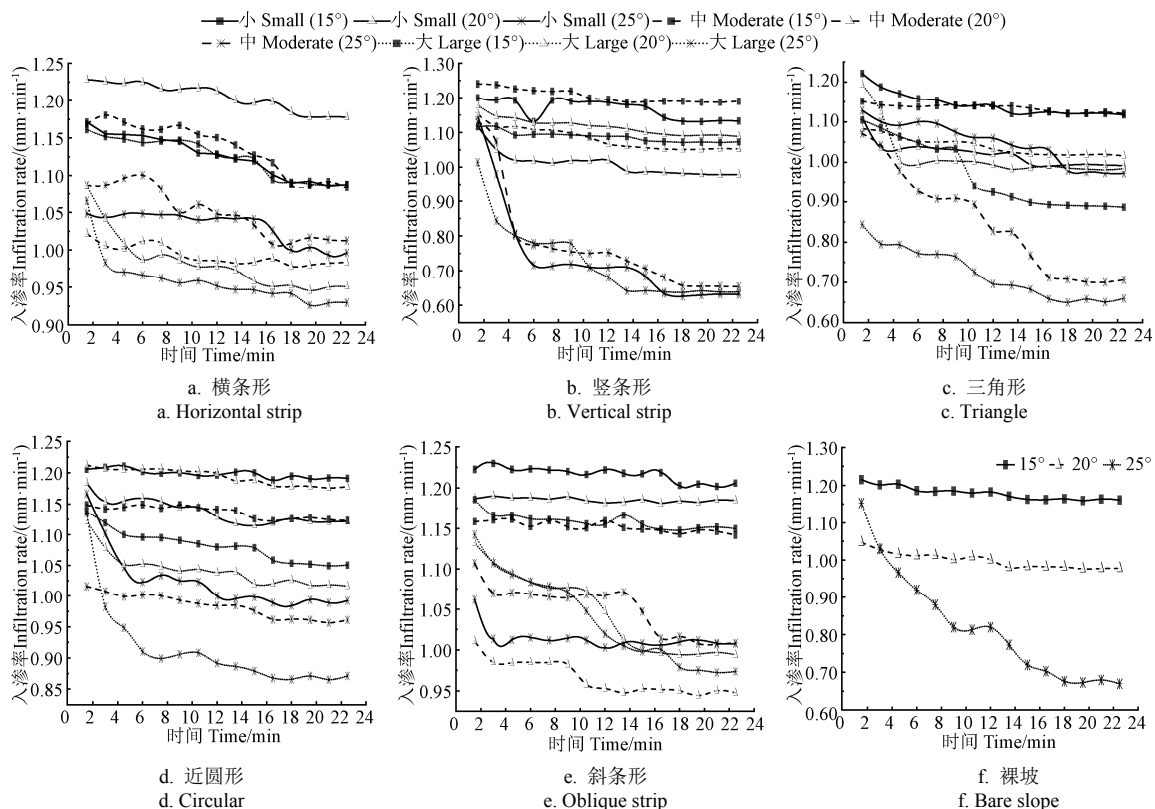 小 Small (15°) 小 Small (20°) 小 Small (25°) 中 Moderate (15°) 中 Moderate (20°)
中 Moderate (25°) 大 Large (15°) 大 Large (20°) 大 Large (25°)
入渗率Infiltration rate/(mm·min-1)
1.25
1.20
1.15
1.10
1.05
1.00
0.95
0.90
0 2 4 6 8 10 12 14 16 18 20 22 24
时间 Time/min
a. 横条形
a. Horizontal strip
入渗率Infiltration rate/(mm·min-1)
1.30
1.20
1.10
1.00
0.80
0.70
0.60
0 2 4 6 8 10 12 14 16 18 20 22 24
时间 Time/min
b. 竖条形
b. Vertical strip
入渗率Infiltration rate/(mm·min-1)
1.20
1.10
1.00
0.90
0.80
0.70
0.60
0 2 4 6 8 10 12 14 16 18 20 22 24
时间 Time/min
c. 三角形
c. Triangle
入渗率Infiltration rate/(mm·min-1)
1.25
1.20
1.15
1.10
1.05
1.00
0.95
0.90
0.85
0 2 4 6 8 10 12 14 16 18 20 22 24
时间 Time/min
d. 近圆形
d. Circular
入渗率Infiltration rate/(mm·min-1)
1.25
1.20
1.15
1.10
1.05
1.00
0.95
0 2 4 6 8 10 12 14 16 18 20 22 24
时间 Time/min
e. 斜条形
e. Oblique strip
15° 20° 25°
入渗率Infiltration rate/(mm·min-1)
1.30
1.20
1.10
1.00
0.90
0.80
0.70
0.60
0 2 4 6 8 10 12 14 16 18 20 22 24
时间 Time/min
f. 裸坡
f. Bare slope